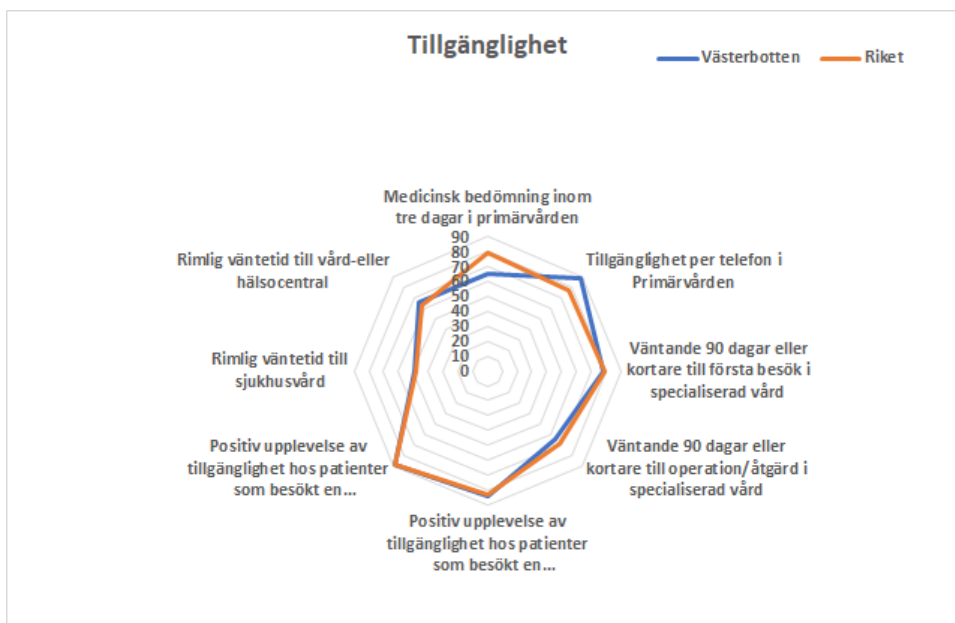 Tillgänglighet
Västerbotten
Riket
Medicinsk bedömning inom
tre dagar i primärvården
Tillgänglighet per telefon i
Primärvården
Väntande 90 dagar eller
kortare till första besök i
specialiserad vård
Väntande 90 dagar eller
kortare till operation/åtgärd i
specialiserad vård
Positiv upplevelse av
tillgänglighet hos patienter
som besökt en...
Positiv upplevelse av
tillgänglighet hos patienter
som besökt en...
Rimlig väntetid till
sjukhusvård
Rimlig väntetid till vård-eller
hälsocentral
90
80
70
60
50
40
30
20
10
0